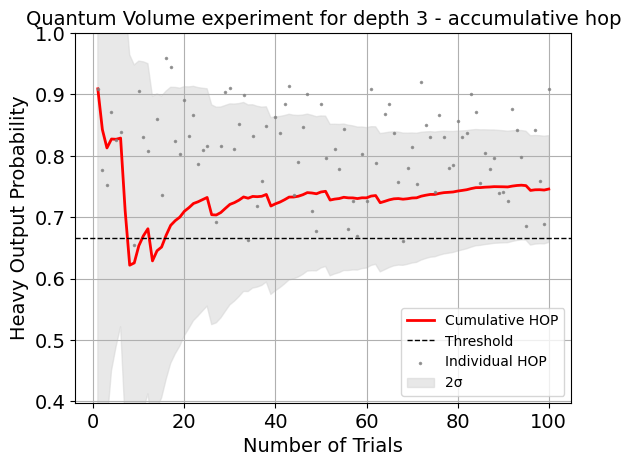 Quantum Volume experiment for depth 3 - accumulative hop
1.0
0.9
0.8
0.7
0.6
0.5
0.4
Heavy Output Probability
Cumulative HOP
Threshold
Individual HOP
2σ
0 20 40 60 80 100
Number of Trials